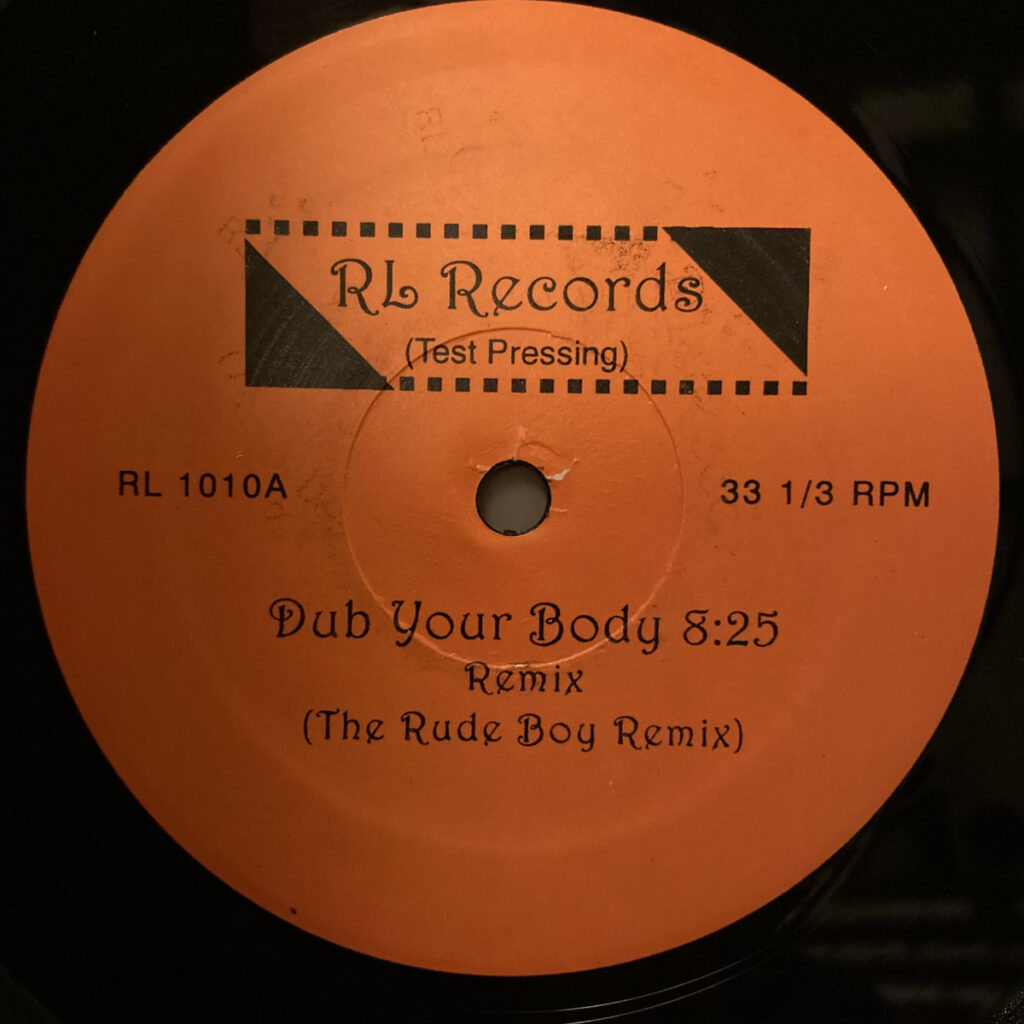 RL Records
(Test Pressing)
RL 1010A
33 1/3 RPM
Dub Your Body 8:25
Remix
(The Rude Boy Remix)